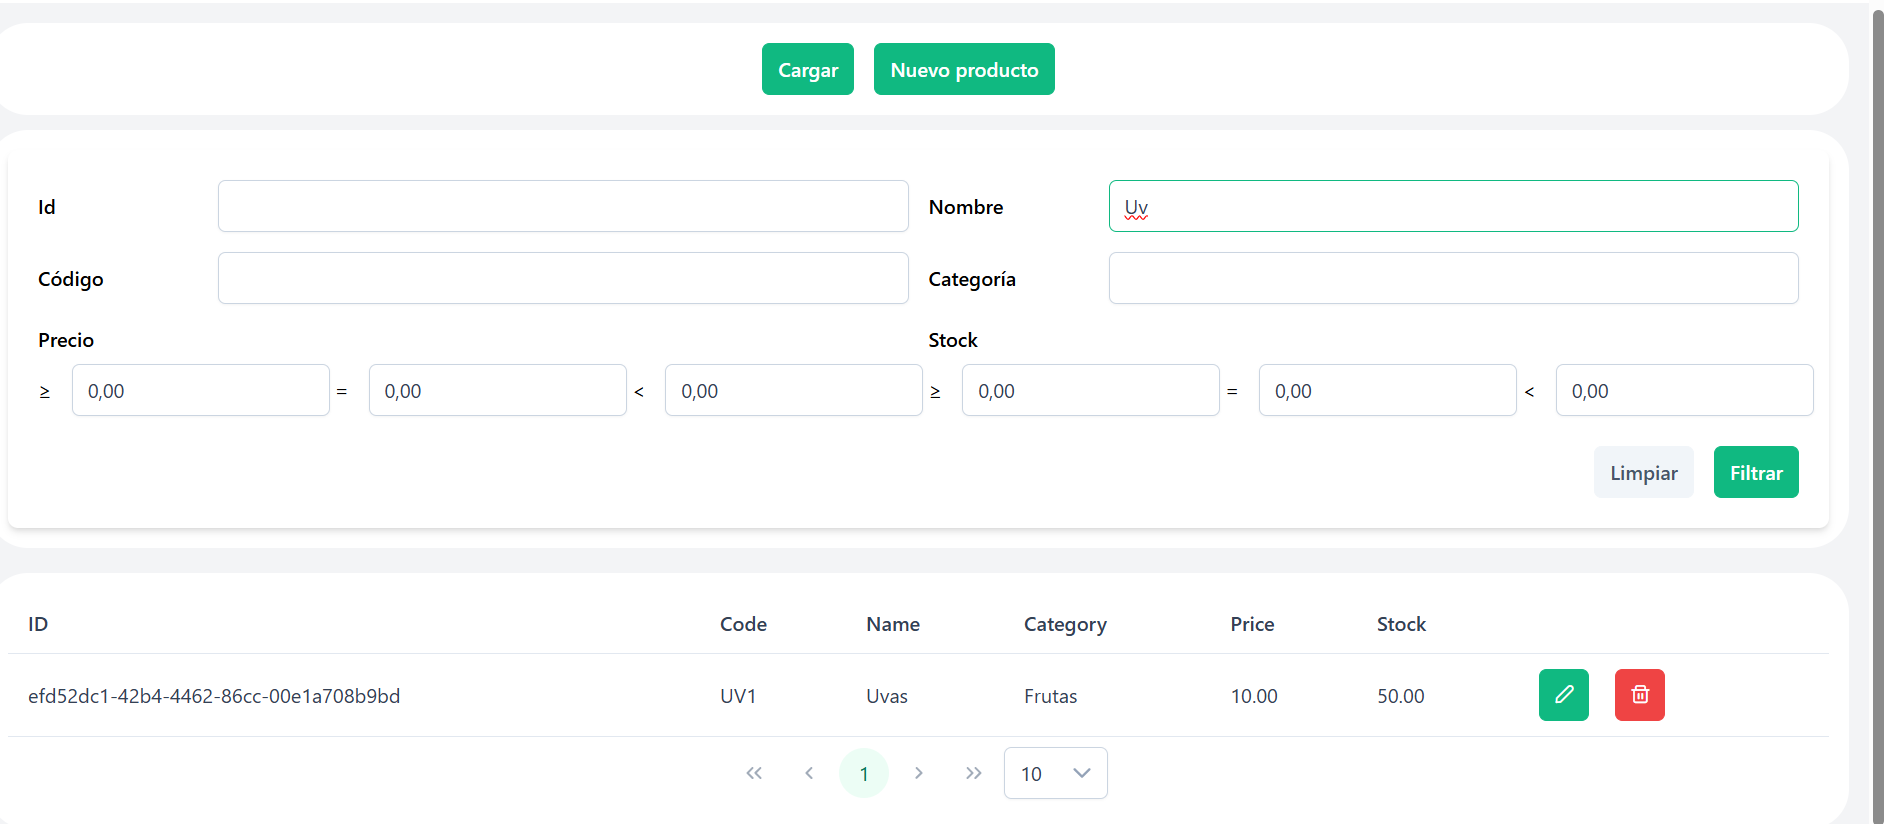 Cargar Nuevo producto
Id Nombre Uv
Código Categoría
Precio Stock
≥ 0,00 = 0,00 < 0,00 ≥ 0,00 = 0,00 < 0,00
Limpiar Filtrar
ID Code Name Category Price Stock
efd52dc1-42b4-4462-86cc-00e1a708b9bd UV1 Uvas Frutas 10.00 50.00
1 10